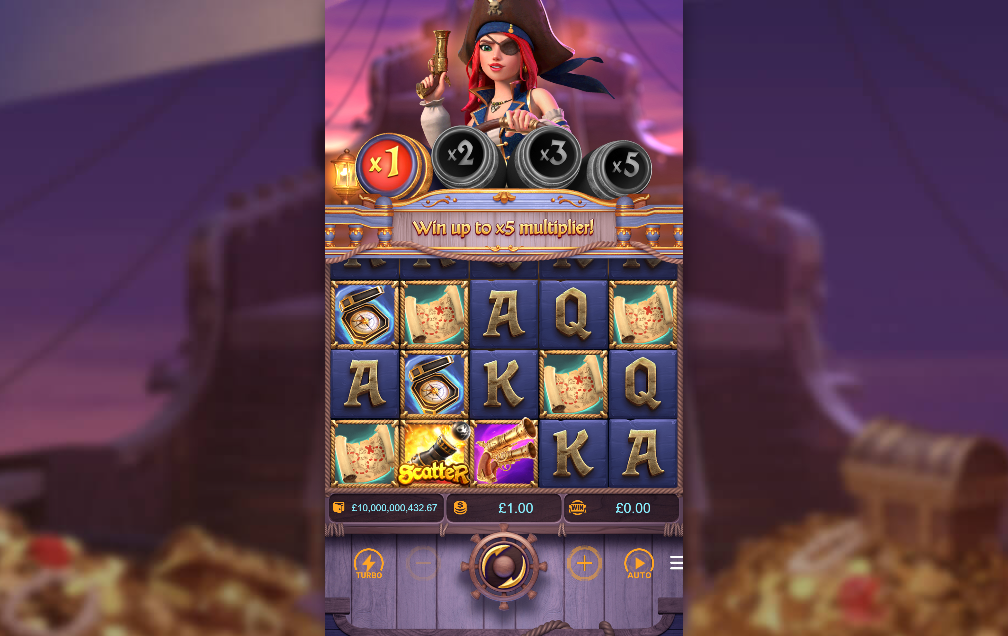 x1 x2 x3 x5
Win up to x5 multiplier!
A Q
A K Q
Scatter K A
£10,000,000,432.67 £1.00 WIN £0.00
TURBO AUTO